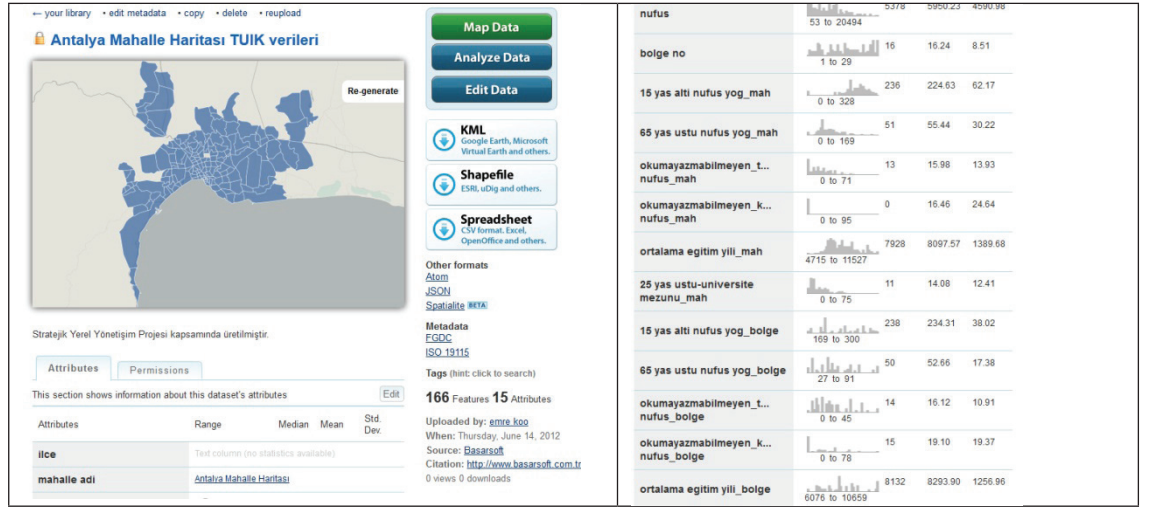 ← your library • edit metadata • copy • delete • reupload
Antalya Mahalle Haritası TUIK verileri
Re-generate
Stratejik Yerel Yönetişim Projesi kapsamında üretilmiştir.
Attributes Permissions
This section shows information about this dataset's attributes Edit
Attributes Range Median Mean Std. Dev.
ilce Text column (no statistics available)
mahalle adi Antalya Mahalle Haritası
Map Data
Analyze Data
Edit Data
KML
Google Earth, Microsoft
Virtual Earth and others.
Shapefile
ESRI, uDig and others.
Spreadsheet
CSV format. Excel,
OpenOffice and others.
Other formats
Atom
JSON
Spatialite BETA
Metadata
FGDC
ISO 19115
Tags (hint: click to search)
166 Features 15 Attributes
Uploaded by: emre koo
When: Thursday, June 14, 2012
Source: Basarsoft
Citation: http://www.basarsoft.com.tr
0 views 0 downloads
nufus 53 to 20494 5378 5950.23 4590.98
bolge no 1 to 29 16 16.24 8.51
15 yas alti nufus yog_mah 0 to 328 236 224.63 62.17
65 yas ustu nufus yog_mah 0 to 169 51 55.44 30.22
okumayazmabilmeyen_t...
nufus_mah 0 to 71 13 15.98 13.93
okumayazmabilmeyen_k...
nufus_mah 0 to 95 0 16.46 24.64
ortalama egitim yili_mah 4715 to 11527 7928 8097.57 1389.68
25 yas ustu-universite
mezunu_mah 0 to 75 11 14.08 12.41
15 yas alti nufus yog_bolge 169 to 300 238 234.31 38.02
65 yas ustu nufus yog_bolge 27 to 91 50 52.66 17.38
okumayazmabilmeyen_t...
nufus_bolge 0 to 45 14 16.12 10.91
okumayazmabilmeyen_k...
nufus_bolge 0 to 78 15 19.10 19.37
ortalama egitim yili_bolge 6076 to 10659 8132 8293.90 1256.96